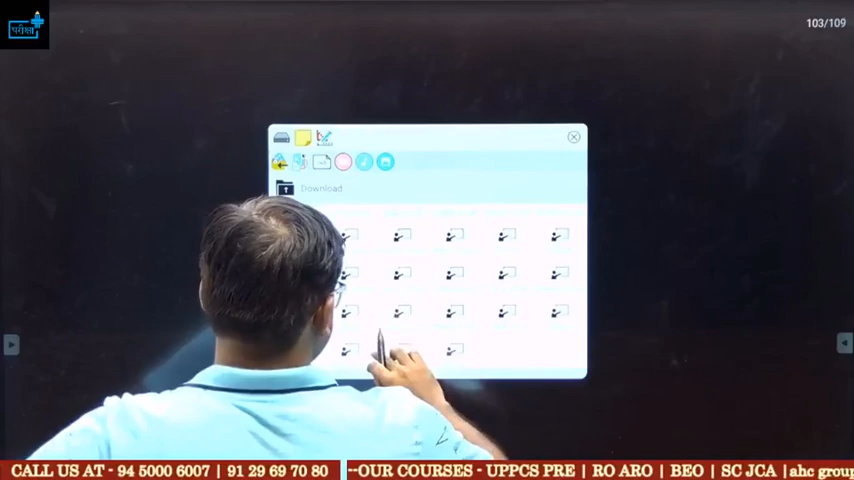 परीक्षा
103/109
Download
CALL US AT - 94 5000 6007 | 91 29 69 70 80
--OUR COURSES - UPPCS PRE | RO ARO | BEO | SC JCA | ahc group